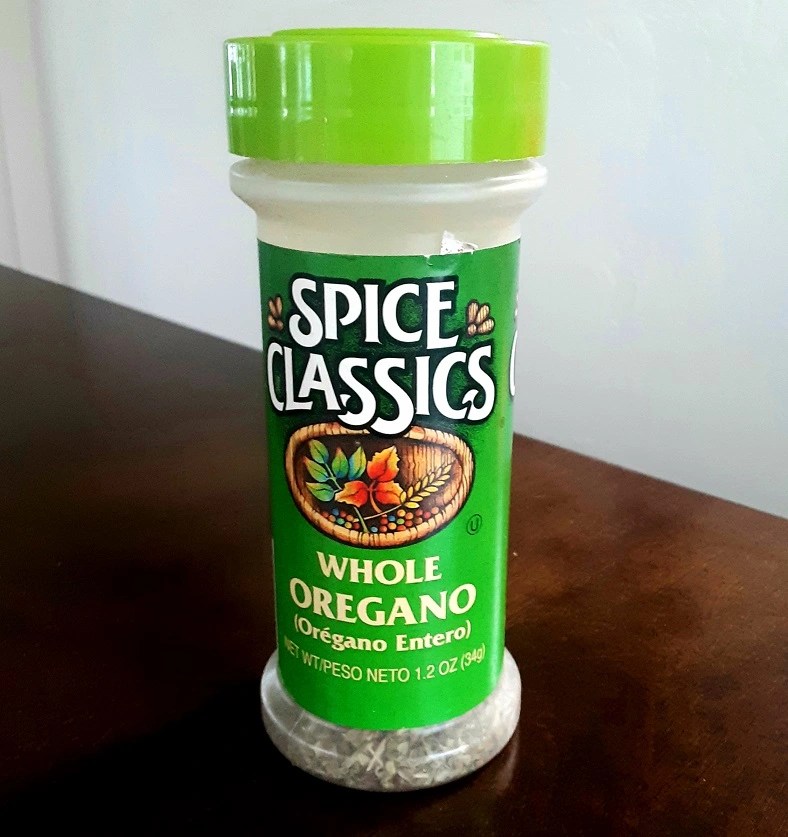 SPICE
CLASSICS
U
WHOLE
OREGANO
(Orégano Entero)
NET WT/PESO NETO 1.2 OZ (34g)